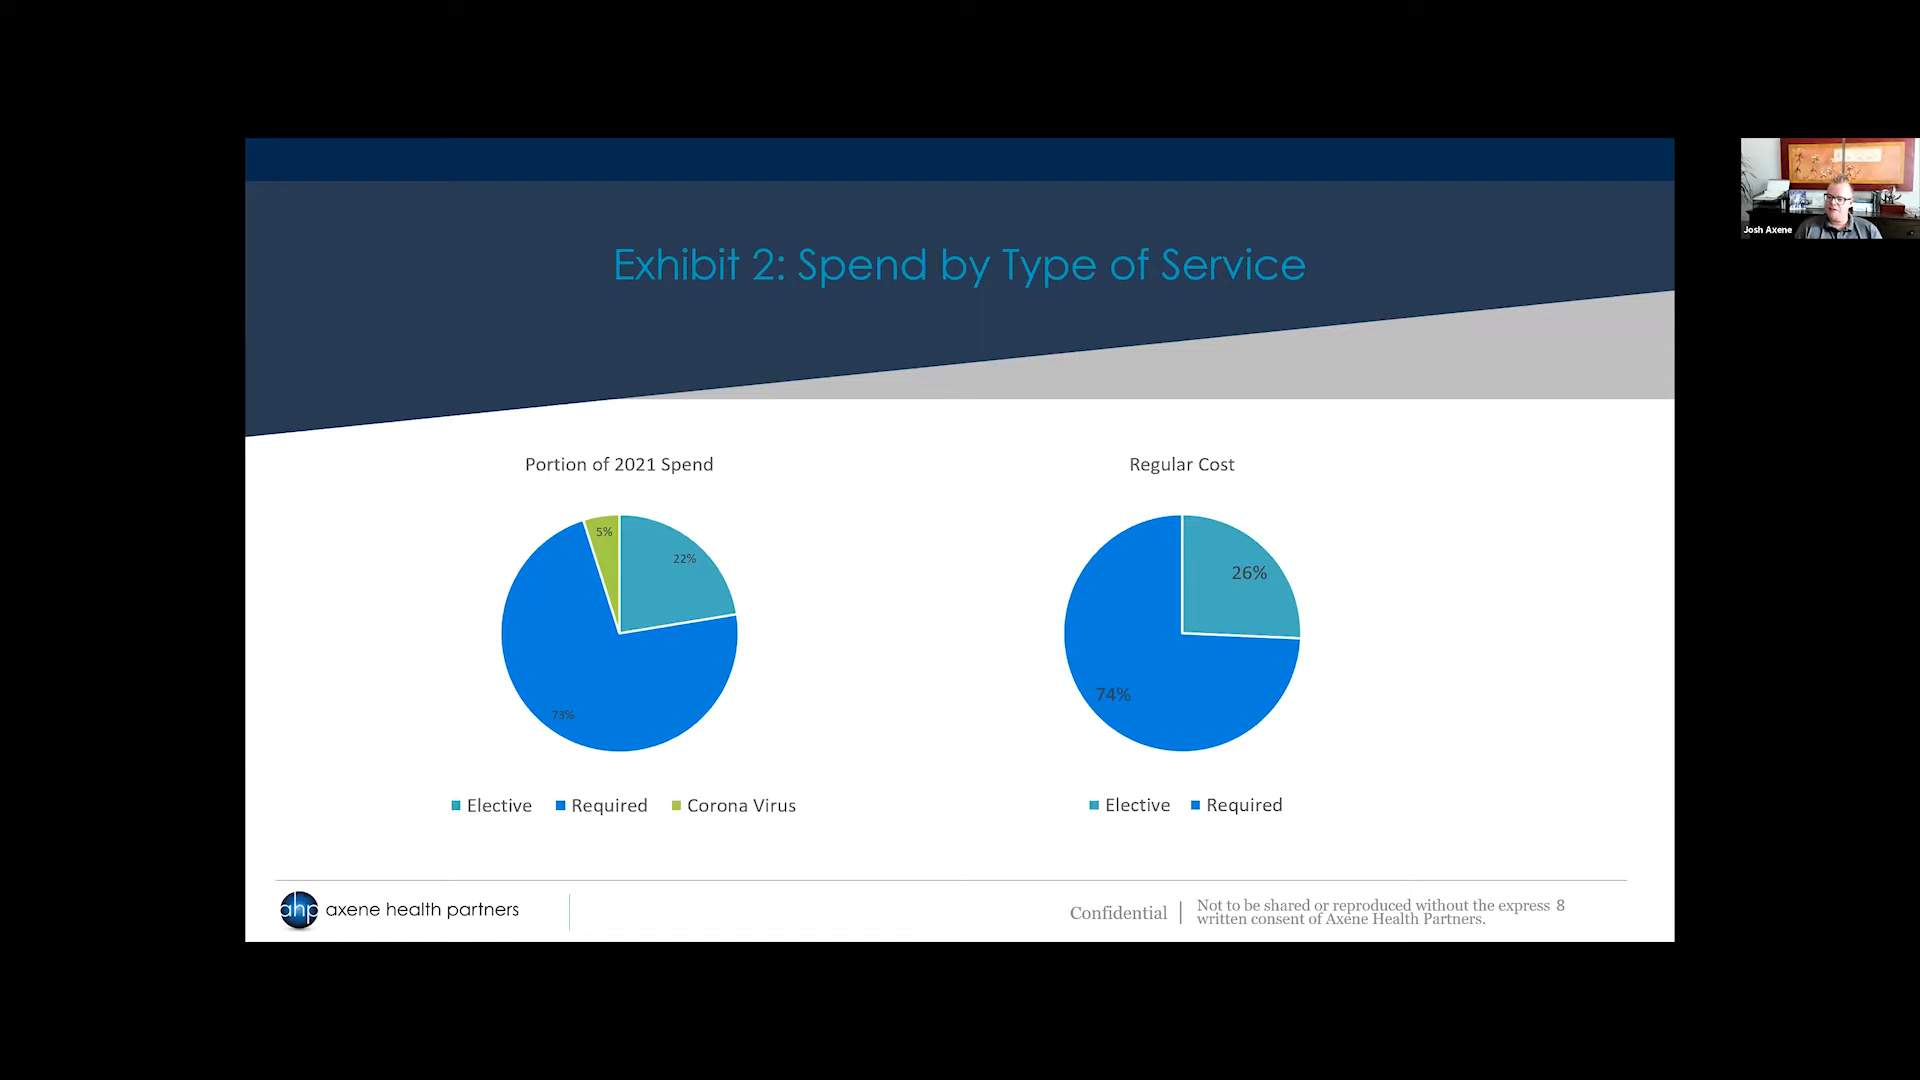 Exhibit 2: Spend by Type of Service
Josh Axene
Portion of 2021 Spend
5%
22%
73%
Elective Required Corona Virus
Regular Cost
26%
74%
Elective Required
ahp axene health partners
Confidential
Not to be shared or reproduced without the express 8
written consent of Axene Health Partners.